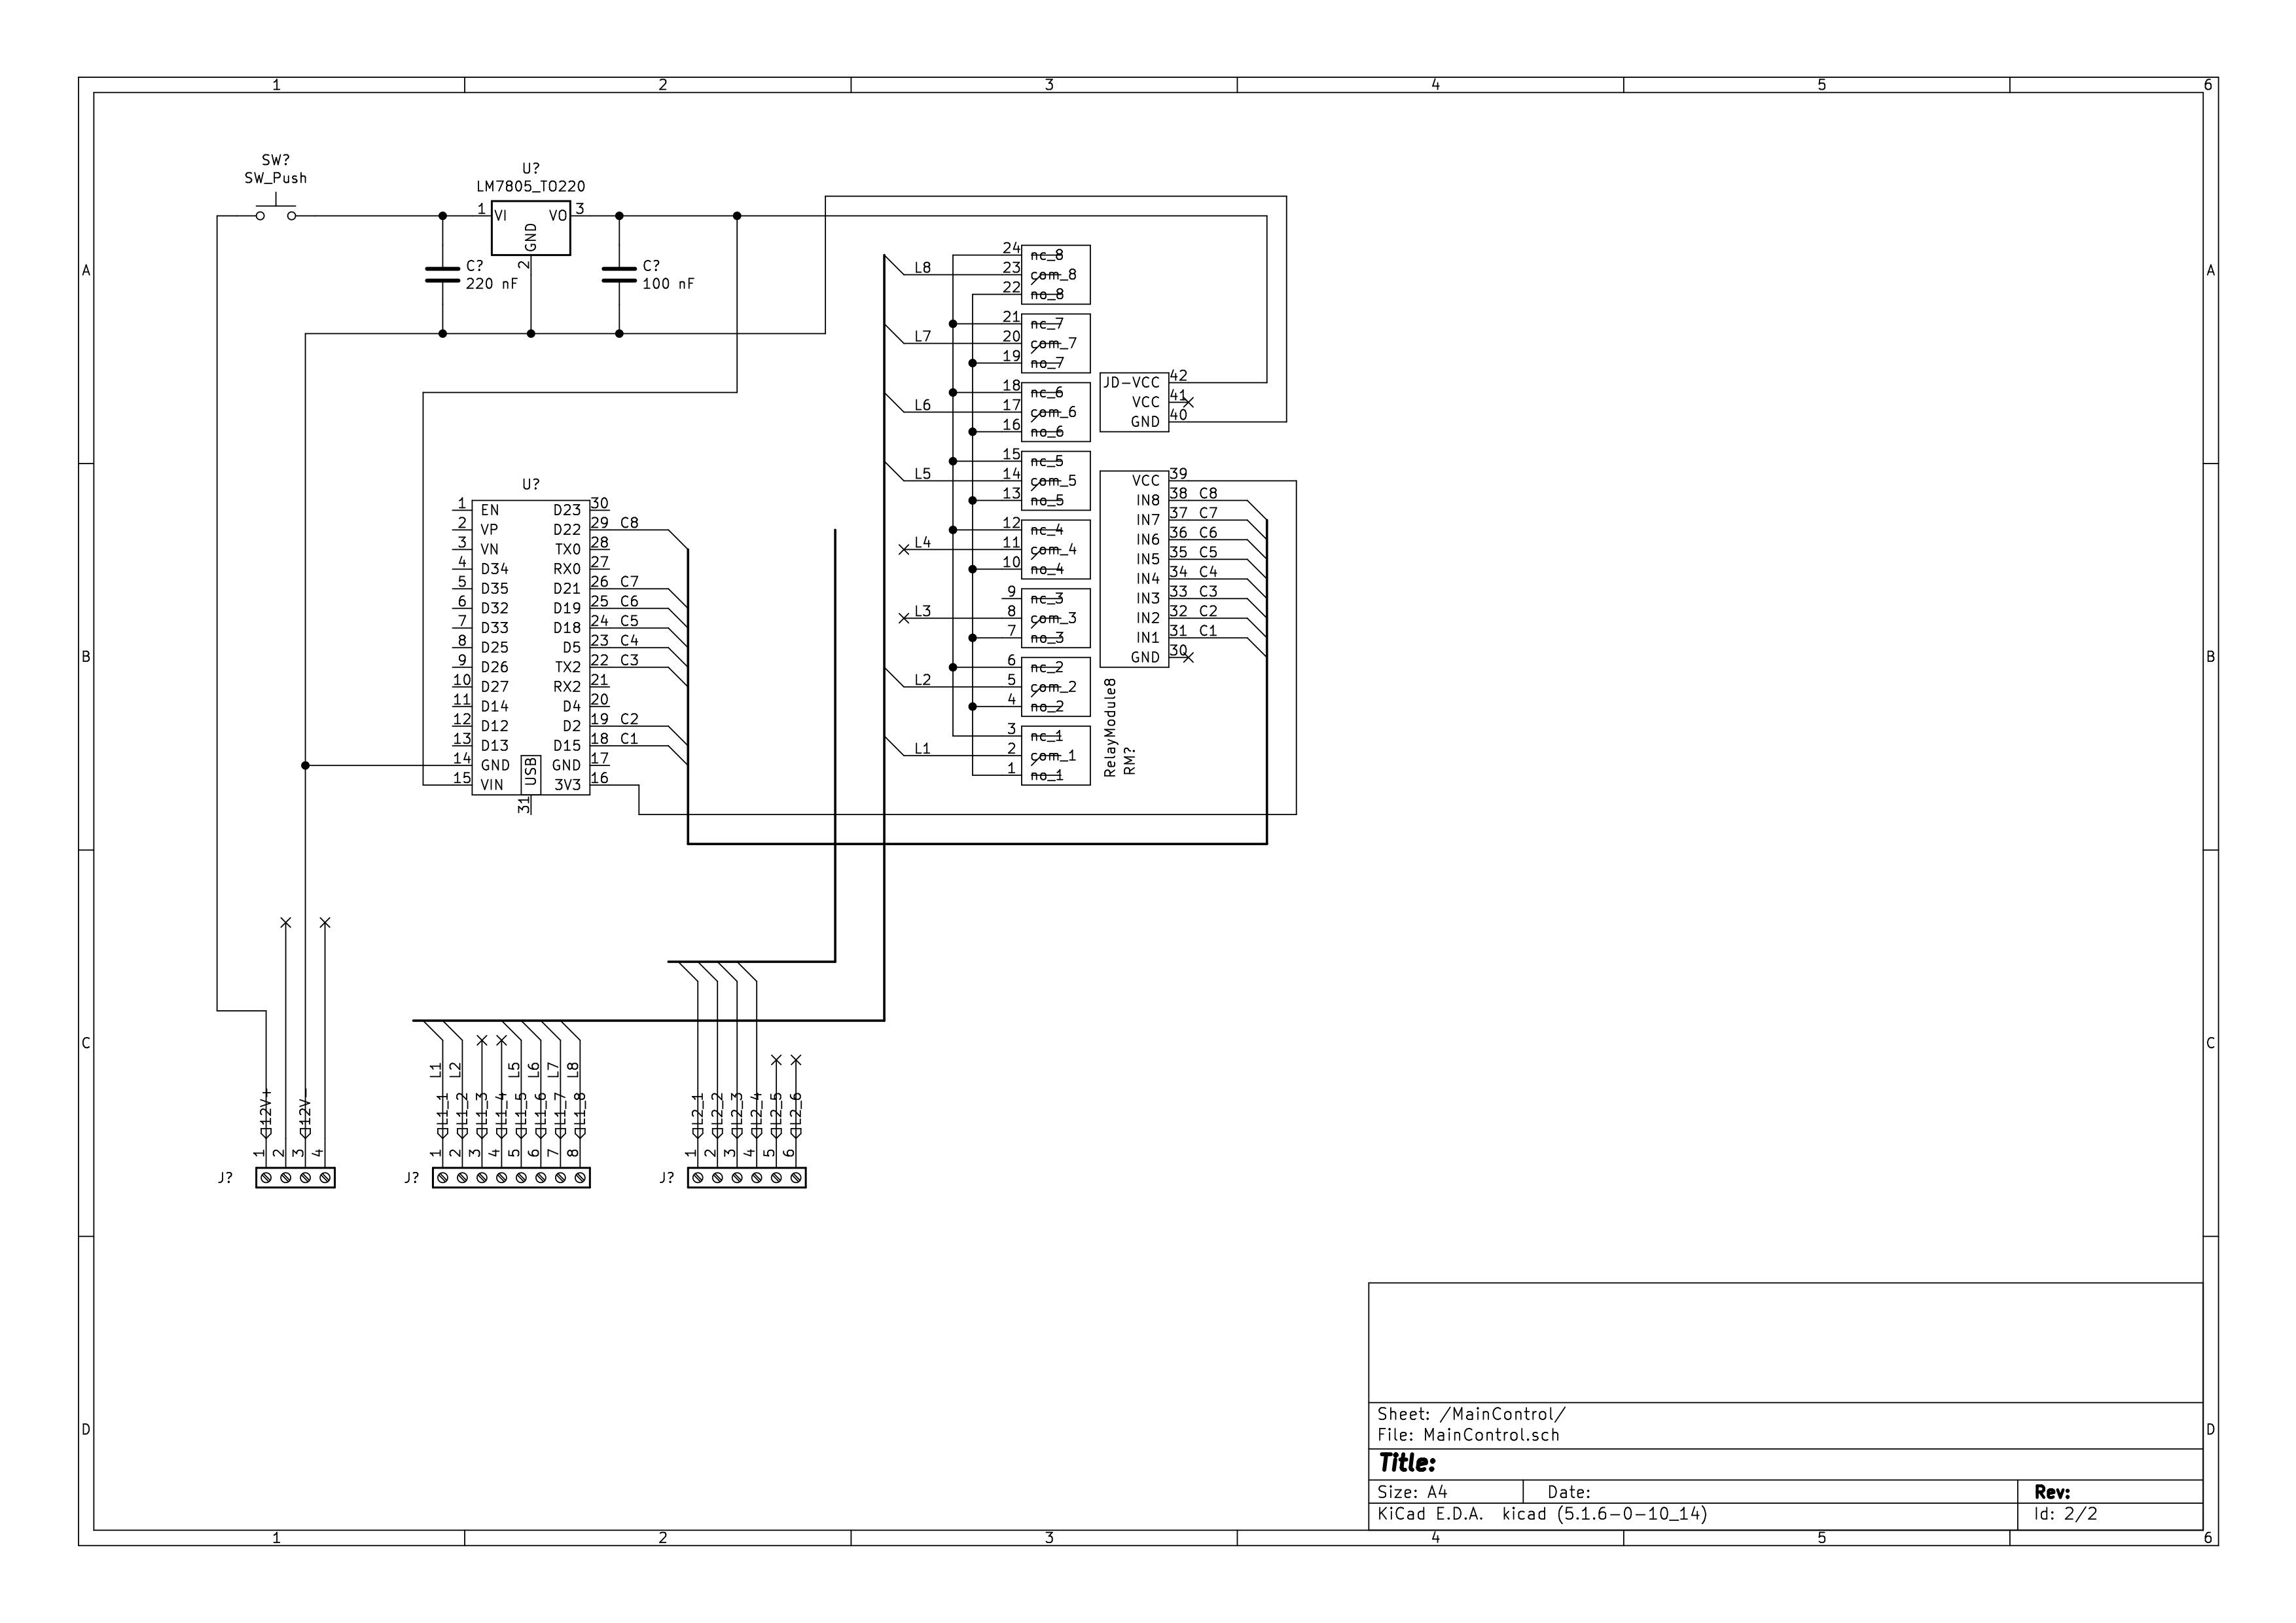 1 2 3 4 5 6
SW?
SW_Push
U?
LM7805_TO220
1 VI VO 3
GND
2
C?
220 nF
C?
100 nF
A A
24 nc_8
L8 23 com_8
22 no_8
21 nc_7
L7 20 com_7
19 no_7
18 nc_6
L6 17 com_6
16 no_6
15 nc_5
L5 14 com_5
13 no_5
12 nc_4
L4 11 com_4
10 no_4
9 nc_3
L3 8 com_3
7 no_3
6 nc_2
L2 5 com_2
4 no_2
3 nc_1
L1 2 com_1
1 no_1
JD-VCC 42
VCC 41
GND 40
VCC 39
IN8 38 C8
IN7 37 C7
IN6 36 C6
IN5 35 C5
IN4 34 C4
IN3 33 C3
IN2 32 C2
IN1 31 C1
GND 30
RelayModule8
RM?
U?
1 EN D23 30
2 VP D22 29 C8
3 VN TX0 28
4 D34 RX0 27
5 D35 D21 26 C7
6 D32 D19 25 C6
7 D33 D18 24 C5
8 D25 D5 23 C4
9 D26 TX2 22 C3
10 D27 RX2 21
11 D14 D4 20
12 D12 D2 19 C2
13 D13 D15 18 C1
14 GND GND 17
15 VIN 3V3 16
USB
31
B B
C C
L1 L2 L5 L6 L7 L8
12V+ 12V-
L1_1 L1_2 L1_3 L1_4 L1_5 L1_6 L1_7 L1_8
L2_1 L2_2 L2_3 L2_4 L2_5 L2_6
1 2 3 4
1 2 3 4 5 6 7 8
1 2 3 4 5 6
J? J? J?
D D
Sheet: /MainControl/
File: MainControl.sch
Title:
Size: A4 Date: Rev:
KiCad E.D.A. kicad (5.1.6-0-10_14) Id: 2/2
1 2 3 4 5 6